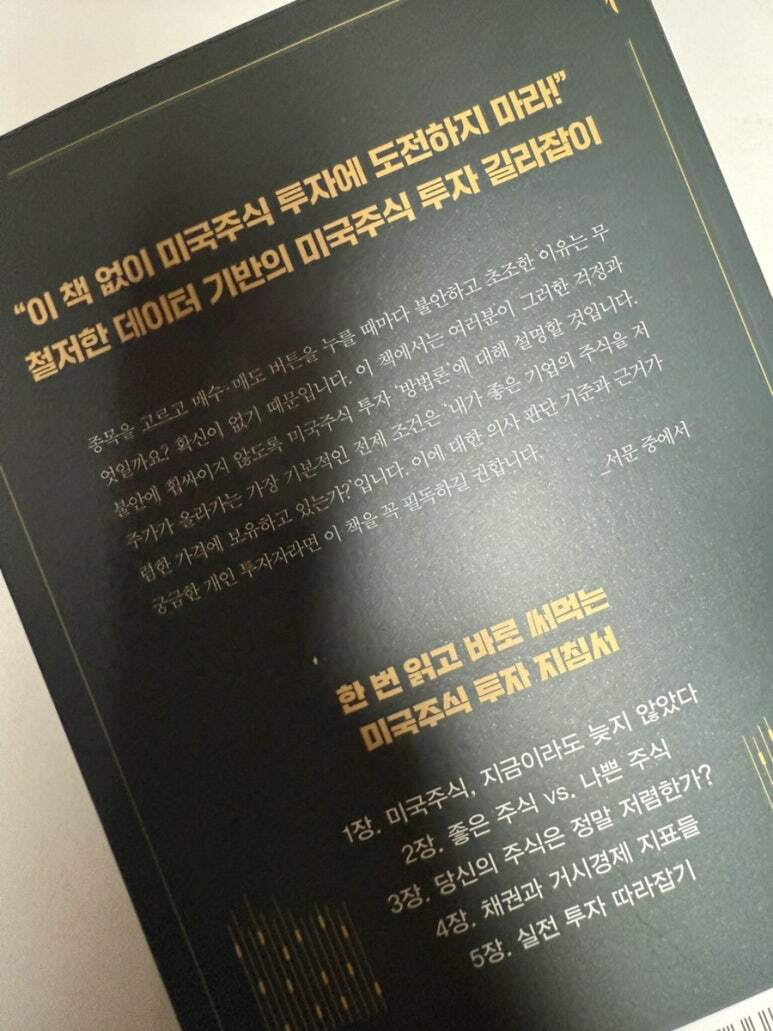 “이 책 없이 미국주식 투자에 도전하지 마라!”
철저한 데이터 기반의 미국주식 투자 길라잡이
종목을 고르고 매수·매도 버튼을 누를 때마다 불안하고 초조한 이유는 무
엇일까요? 확신이 없기 때문입니다. 이 책에서는 여러분이 그러한 걱정과
불안에 휩싸이지 않도록 미국주식 투자 ‘방법론’에 대해 설명할 것입니다.
주가가 올라가는 가장 기본적인 전제 조건은 ‘내가 좋은 기업의 주식을 저
렴한 가격에 보유하고 있는가?’입니다. 이에 대한 의사 판단 기준과 근거가
궁금한 개인 투자자라면 이 책을 꼭 필독하길 권합니다.
_서문 중에서
한 번 읽고 바로 써먹는
미국주식 투자 지침서
1장. 미국주식, 지금이라도 늦지 않았다
2장. 좋은 주식 vs. 나쁜 주식
3장. 당신의 주식은 정말 저렴한가?
4장. 채권과 거시경제 지표들
5장. 실전 투자 따라잡기